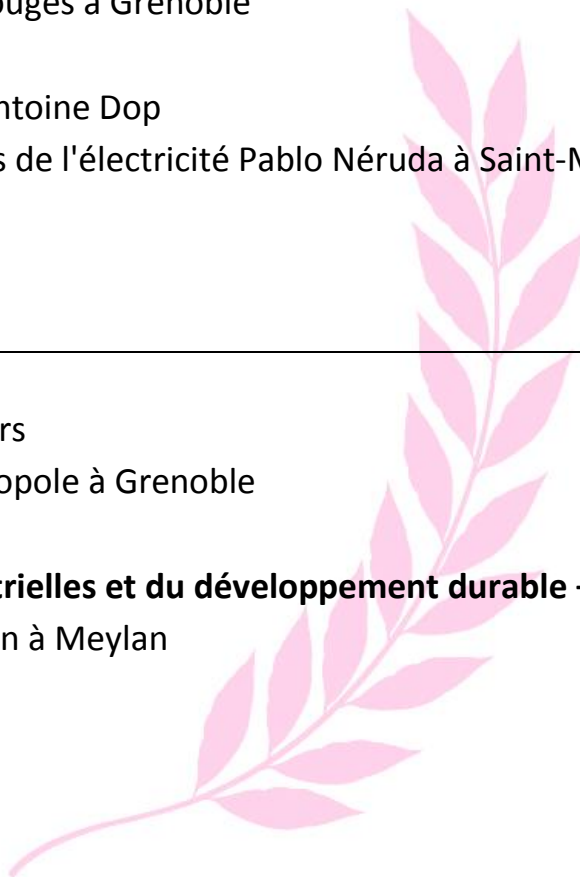 ouges à Grenoble
ntoine Dop
s de l'électricité Pablo Néruda à Saint-M
rs
opole à Grenoble
trielles et du développement durable -
n à Meylan